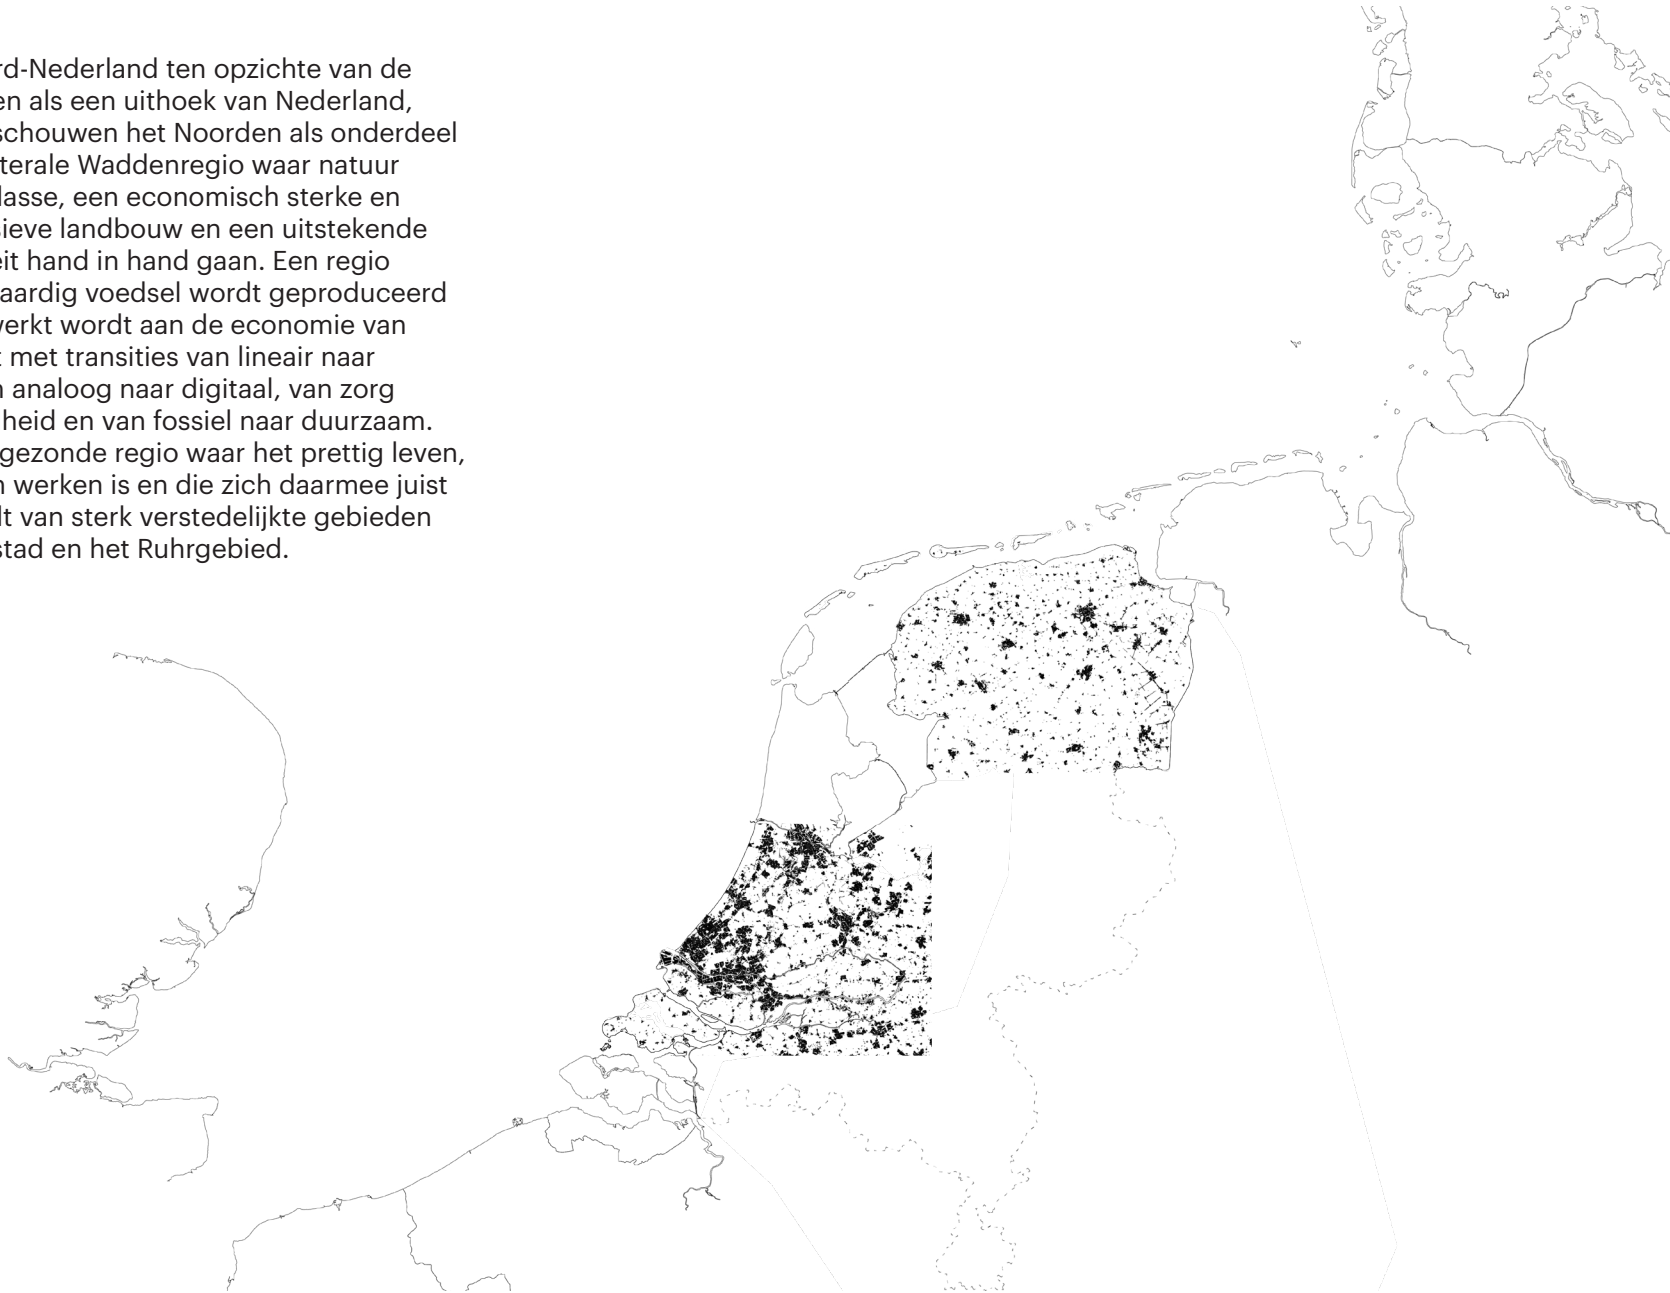 rd-Nederland ten opzichte van de
en als een uithoek van Nederland,
schouwen het Noorden als onderdeel
terale Waddenregio waar natuur
lasse, een economisch sterke en
sieve landbouw en een uitstekende
eit hand in hand gaan. Een regio
aardig voedsel wordt geproduceerd
werkt wordt aan de economie van
t met transities van lineair naar
n analoog naar digitaal, van zorg
heid en van fossiel naar duurzaam.
gezonde regio waar het prettig leven,
n werken is en die zich daarmee juist
lt van sterk verstedelijkte gebieden
stad en het Ruhrgebied.